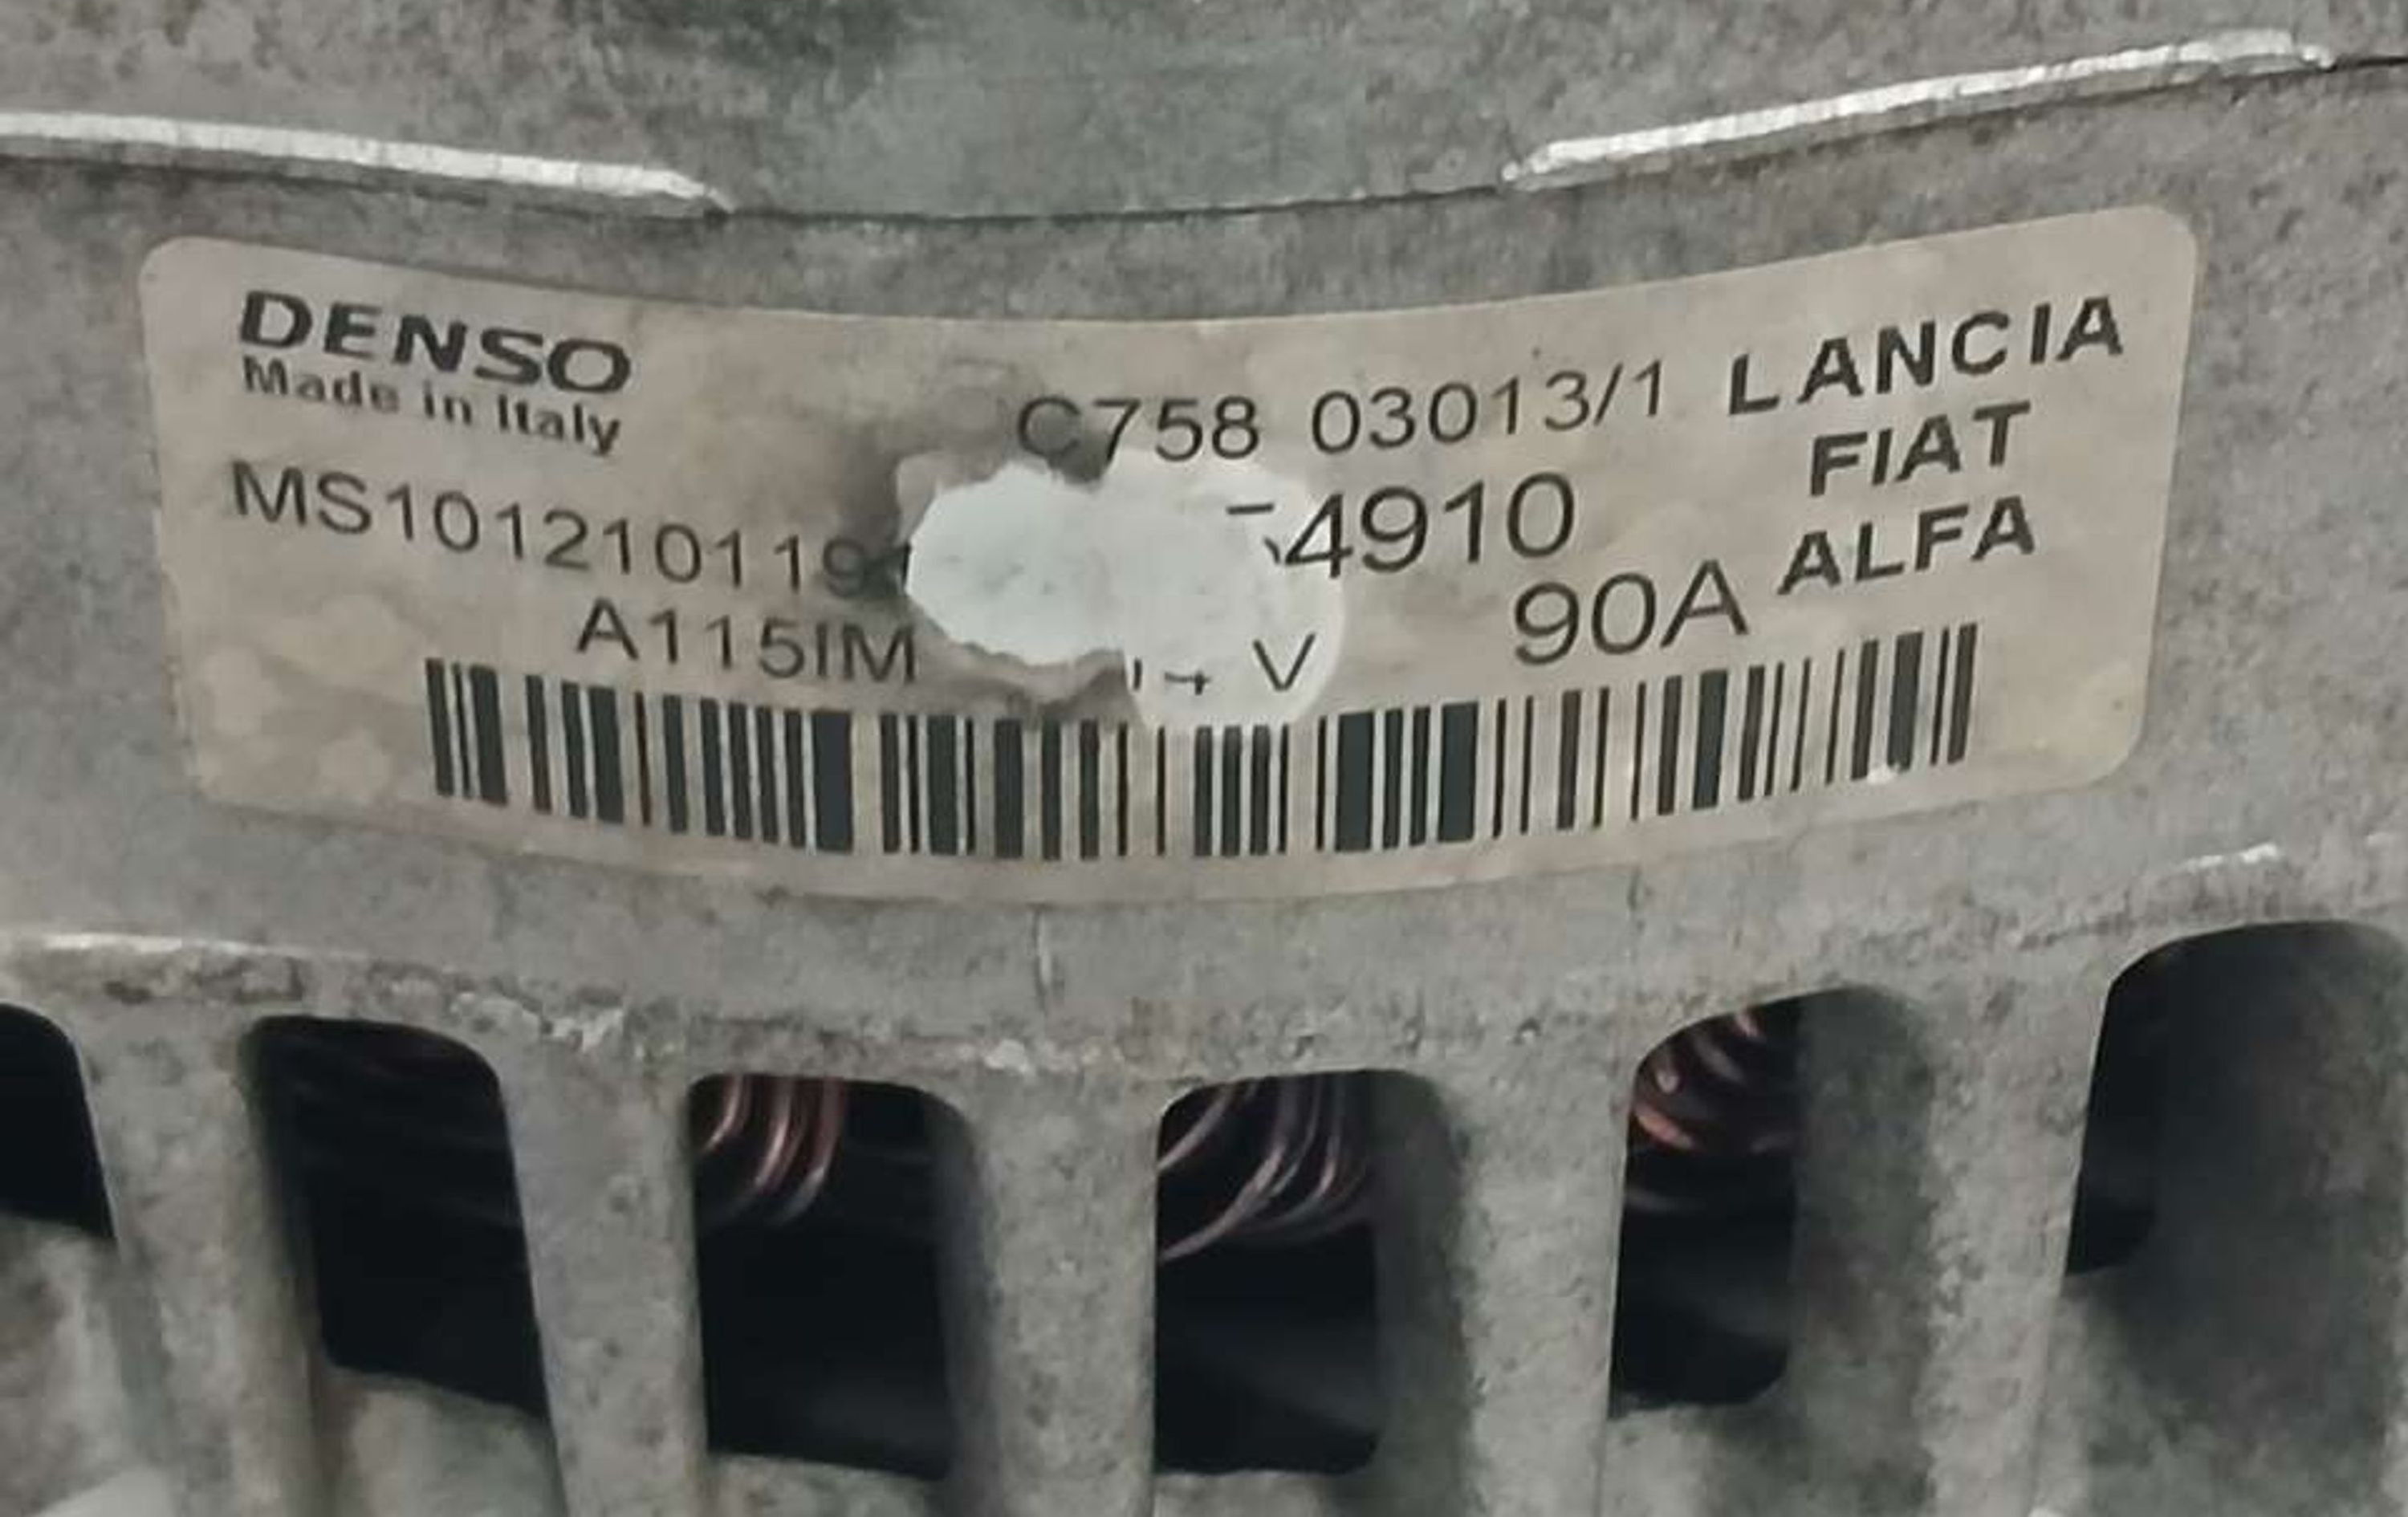 DENSO
Made in Italy
C758 03013/1
LANCIA
FIAT
ALFA
4910
A115IM
V
90A